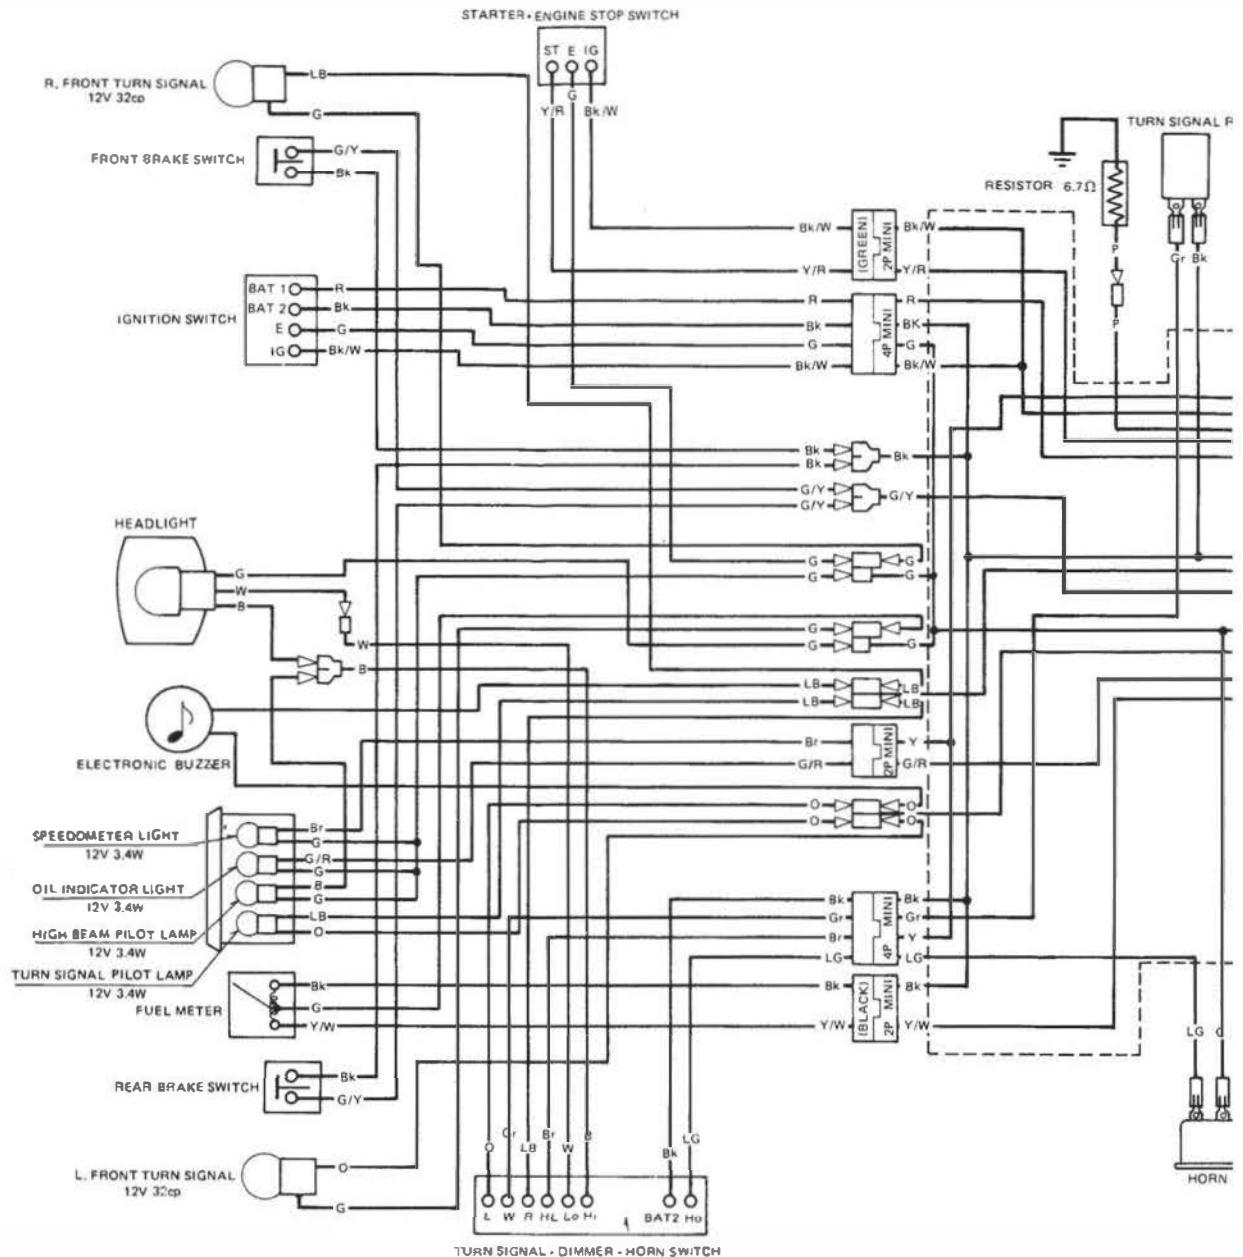 STARTER • ENGINE STOP SWITCH
ST E IG
G
Y/R Bk/W
R. FRONT TURN SIGNAL
12V 32cp
LB
G
FRONT BRAKE SWITCH
G/Y
Bk
TURN SIGNAL R
RESISTOR 6.7Ω
P
P
Gr Bk
Bk/W (GREEN) 2P MINI Bk/W
Y/R Y/R
IGNITION SWITCH
BAT 1 R
BAT 2 Bk
E G
IG Bk/W
R 4P MINI R
Bk BK
G G
Bk/W Bk/W
Bk Bk
Bk
G/Y G/Y
G/Y
HEADLIGHT
G
W
B
W
B
G G
G G
G G
G G
LB LB
LB LB
ELECTRONIC BUZZER
Br 2P MINI Y
G/R G/R
O O
O O
SPEEDOMETER LIGHT
12V 3.4W
Br
G
OIL INDICATOR LIGHT
12V 3.4W
G/R
G
HIGH BEAM PILOT LAMP
12V 3.4W
B
G
TURN SIGNAL PILOT LAMP
12V 3.4W
LB
O
Bk 4P MINI Bk
Gr Gr
Br Y
LG LG
FUEL METER
Bk
G
Y/W
Bk (BLACK) 2P MINI Bk
Y/W Y/W
REAR BRAKE SWITCH
Bk
G/Y
LG
HORN
L. FRONT TURN SIGNAL
12V 32cp
O
G
O Gr LB Br W B Bk LG
L W R HL Lo Hi BAT2 Ho
TURN SIGNAL - DIMMER - HORN SWITCH